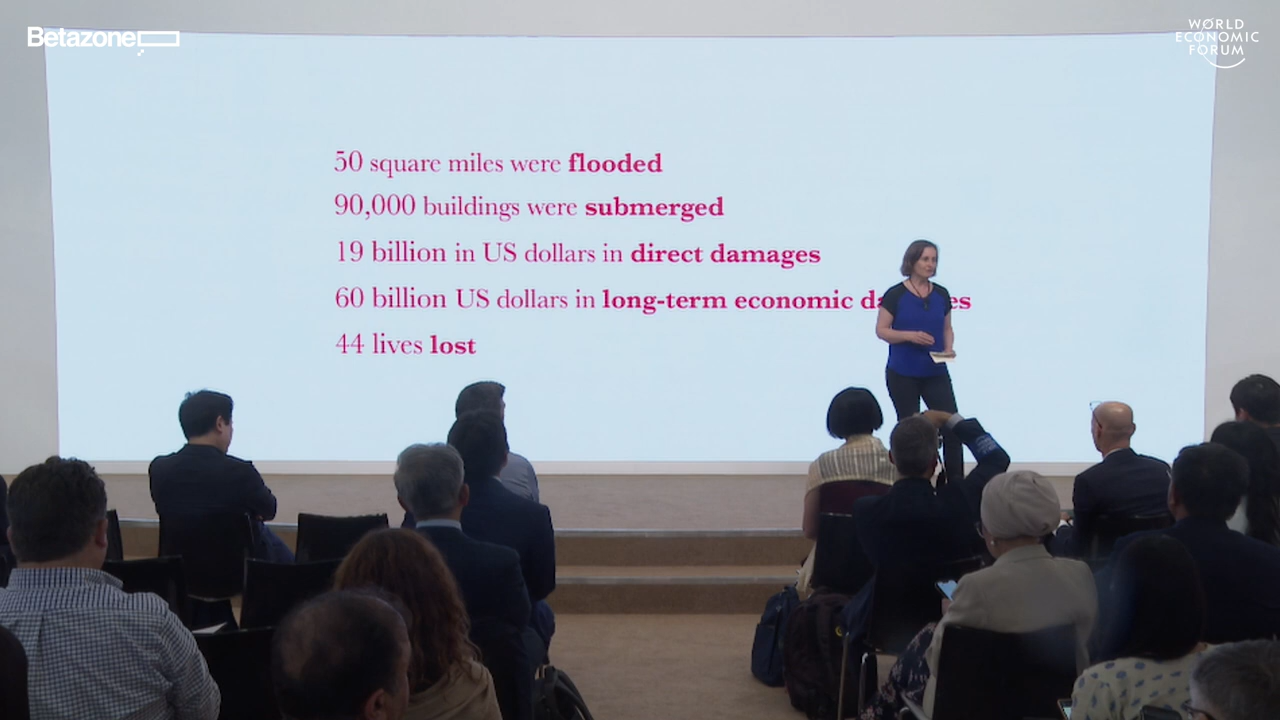 Betazone
WORLD
ECONOMIC
FORUM
50 square miles were flooded
90,000 buildings were submerged
19 billion in US dollars in direct damages
60 billion US dollars in long-term economic
44 lives lost